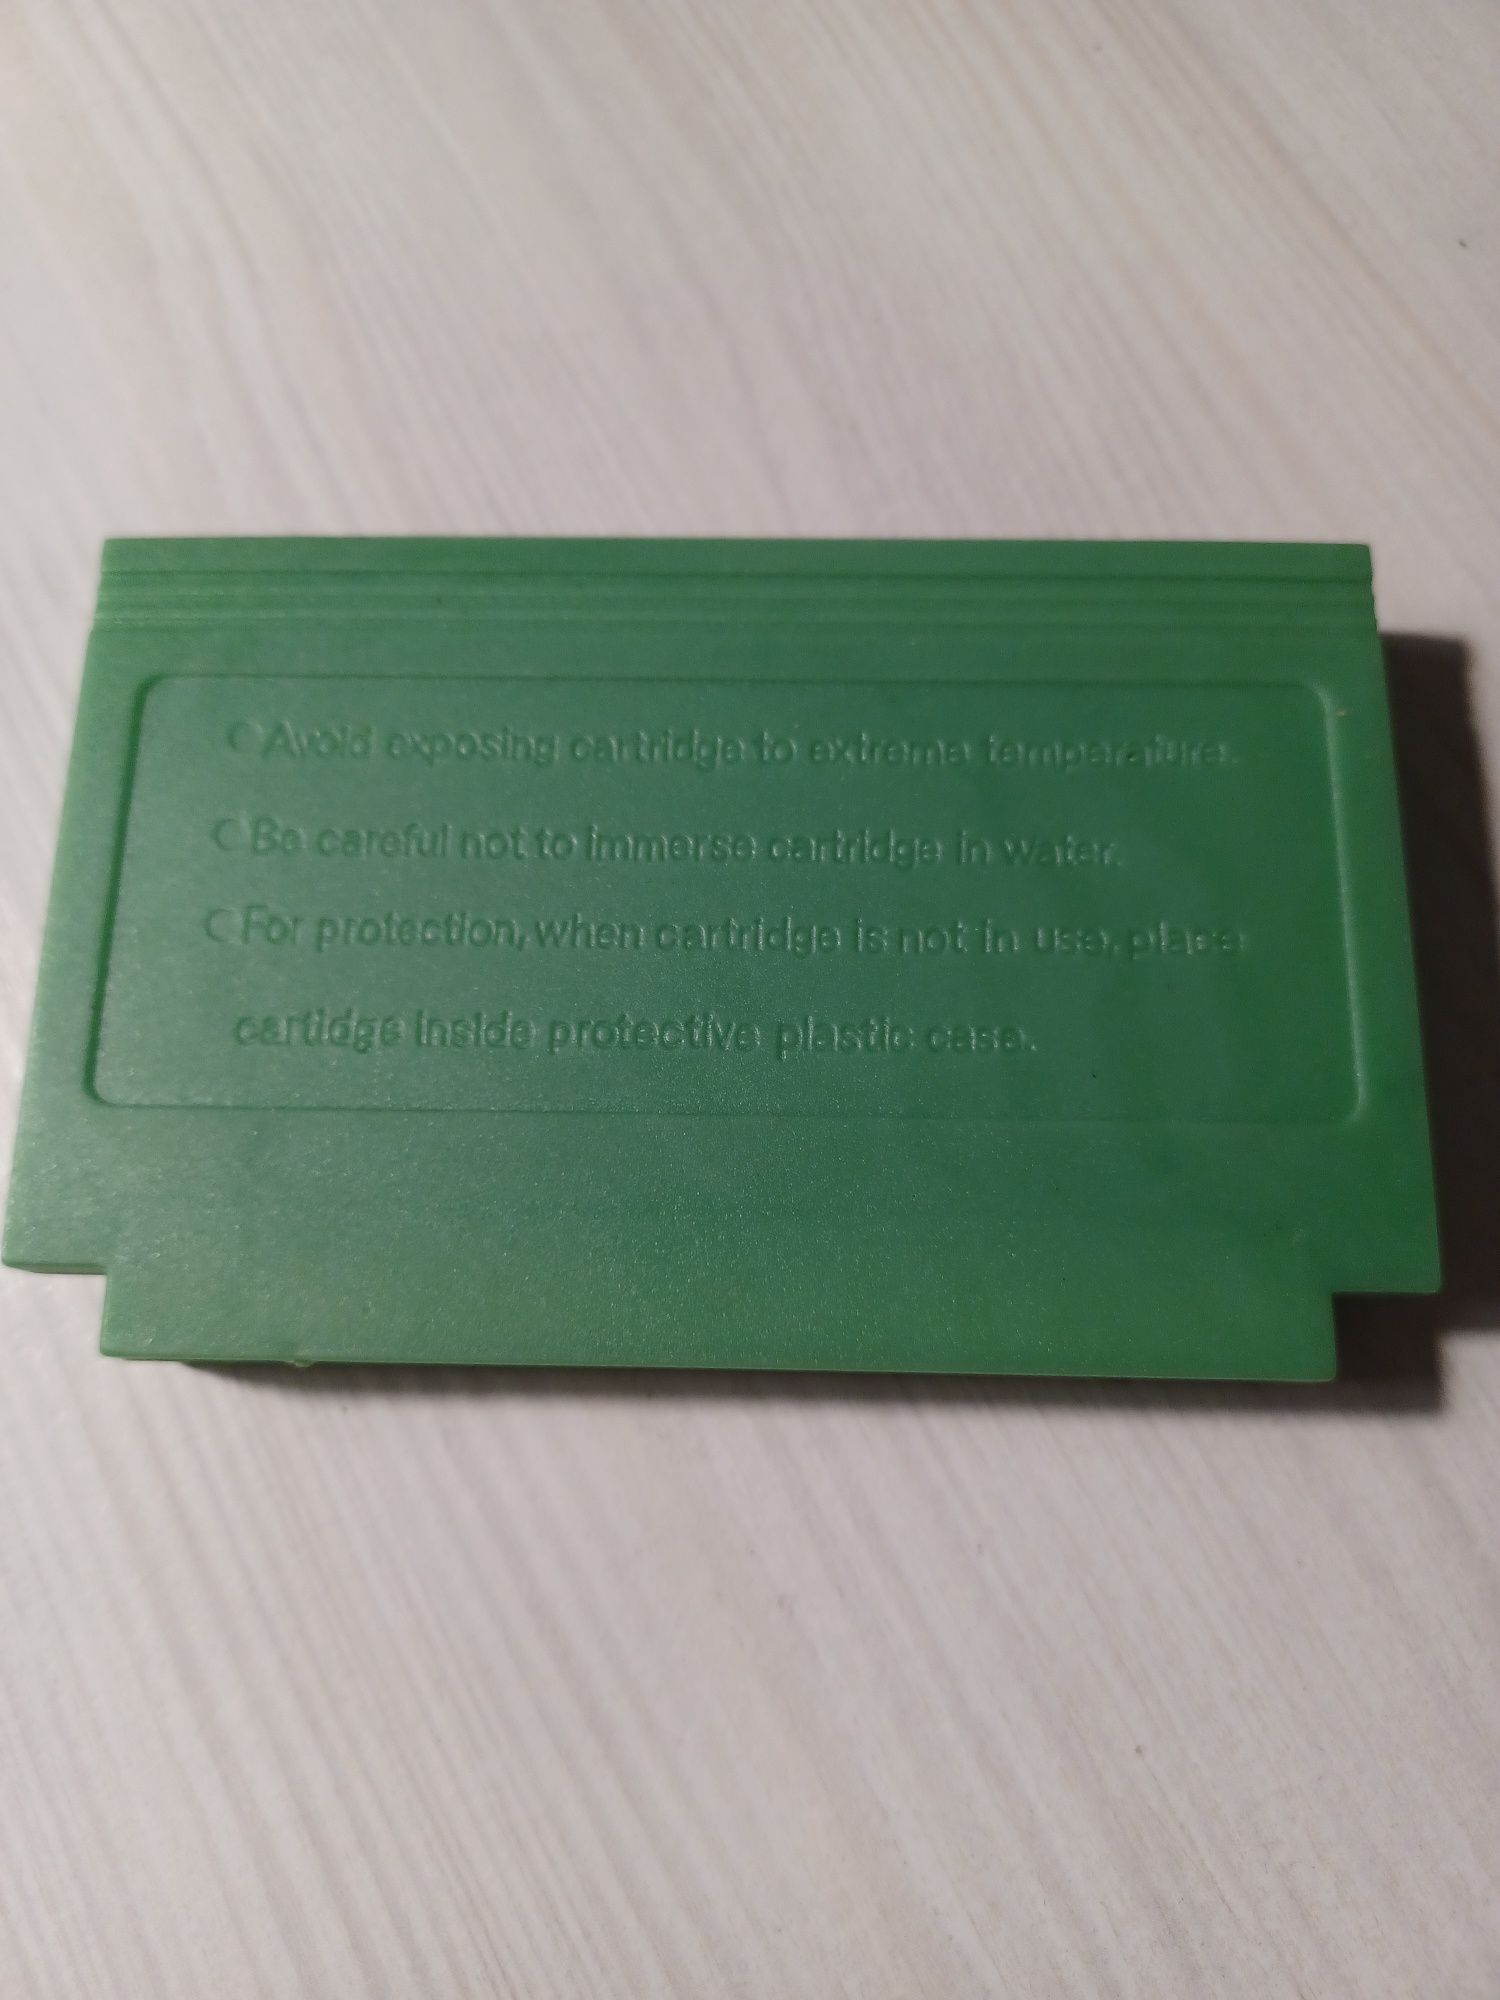 ●Avoid exposing cartridge to extreme temperature.
●Be careful not to immerse cartridge in water.
●For protection, when cartridge is not in use, place
cartidge inside protective plastic case.